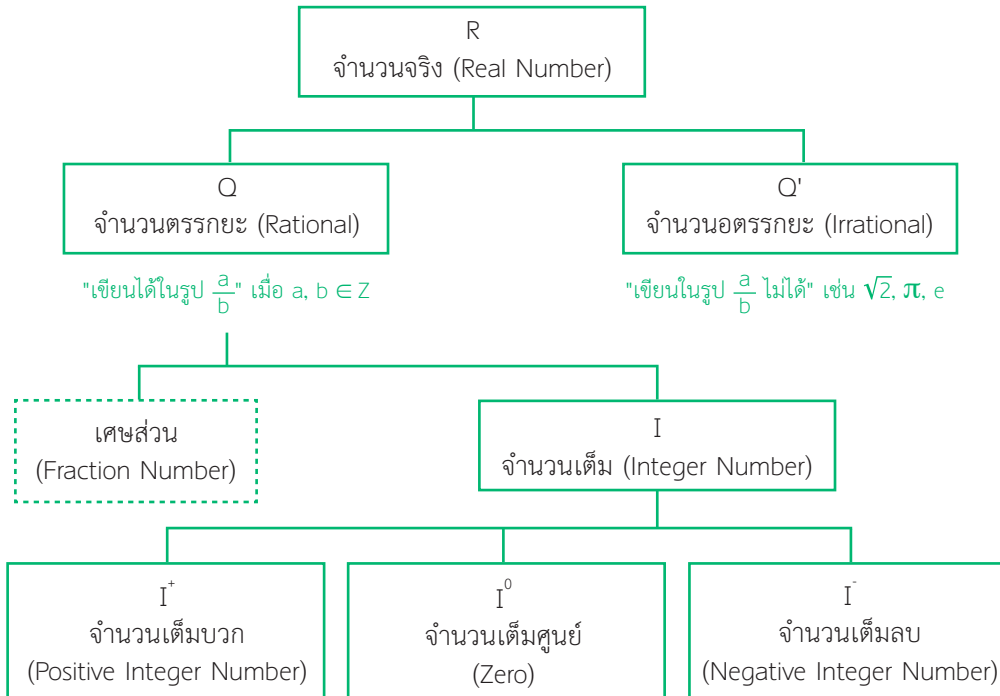 R
จำนวนจริง (Real Number)
Q
จำนวนตรรกยะ (Rational)
Q'
จำนวนอตรรกยะ (Irrational)
"เขียนได้ในรูป a/b" เมื่อ a, b ∈ Z
"เขียนในรูป a/b ไม่ได้" เช่น √2, π, e
เศษส่วน
(Fraction Number)
I
จำนวนเต็ม (Integer Number)
I⁺
จำนวนเต็มบวก
(Positive Integer Number)
I⁰
จำนวนเต็มศูนย์
(Zero)
I⁻
จำนวนเต็มลบ
(Negative Integer Number)